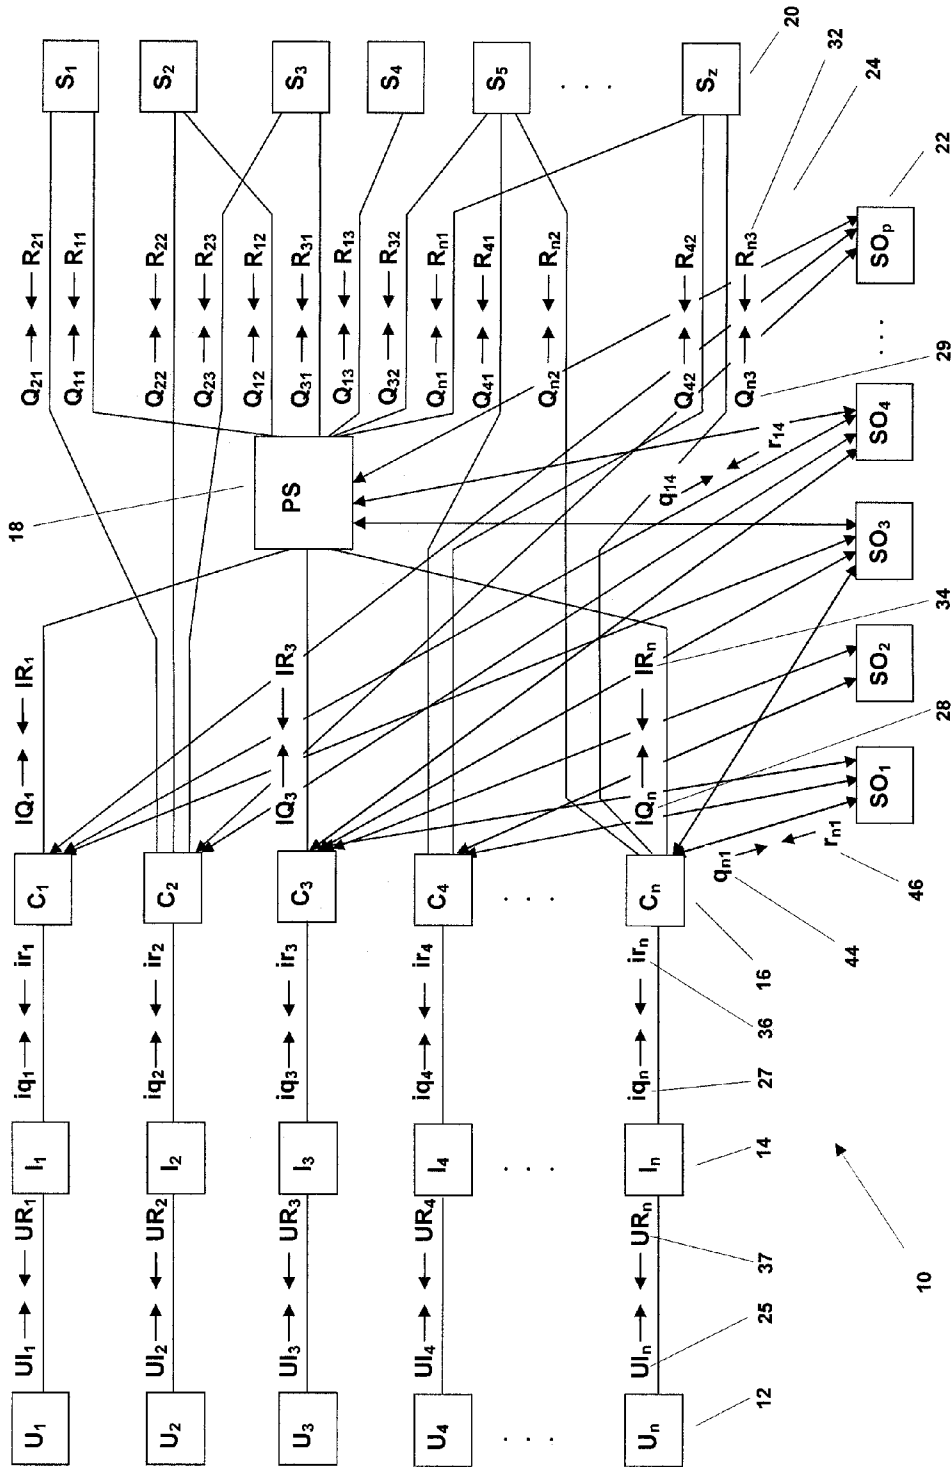 U1 UI1 UR1 I1 iq1 ir1 C1 IQ1 IR1
U2 UI2 UR2 I2 iq2 ir2 C2
U3 UI3 UR3 I3 iq3 ir3 C3 IQ3 IR3
U4 UI4 UR4 I4 iq4 ir4 C4
. . . . . . . . .
Un UIn URn In iqn irn Cn IQn IRn
12 25 37 14 27 36 16 44 46 28 34
10
18
PS
Q21 R21
Q11 R11
S1
Q22 R22
S2
Q23 R23
Q12 R12
Q31 R31
S3
Q13 R13
S4
Q32 R32
Qn1 Rn1
Q41 R41
S5
Qn2 Rn2
. . .
Q42 R42
Qn3 Rn3
Sz
20
32
24
22
29
qn1 rn1
q14 r14
SO1
SO2
SO3
SO4
. . .
SOp